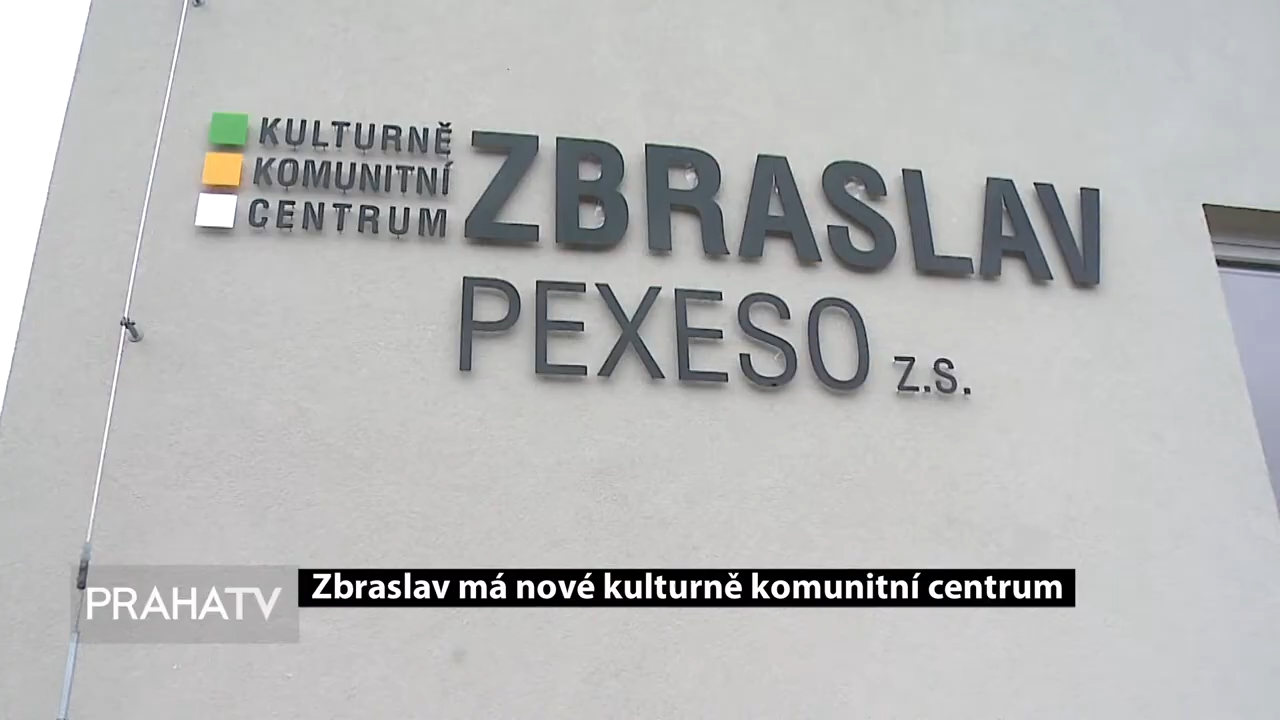 KULTURNĚ
KOMUNITNÍ
CENTRUM
ZBRASLAV
PEXESO Z.S.
PRAHATV
Zbraslav má nové kulturně komunitní centrum